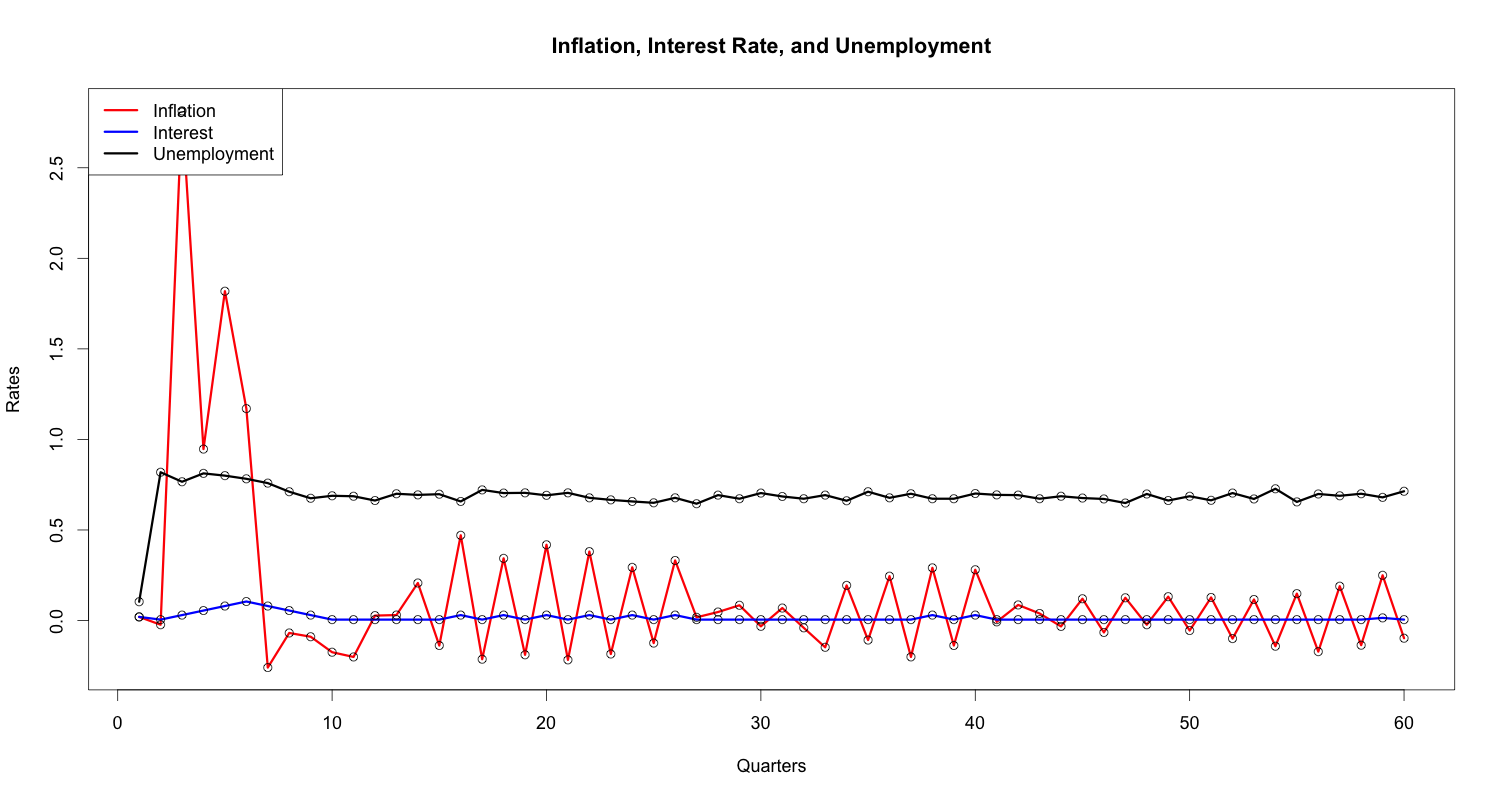 Inflation, Interest Rate, and Unemployment
Inflation
Interest
Unemployment
2.5
2.0
1.5
1.0
0.5
0.0
Rates
0 10 20 30 40 50 60
Quarters